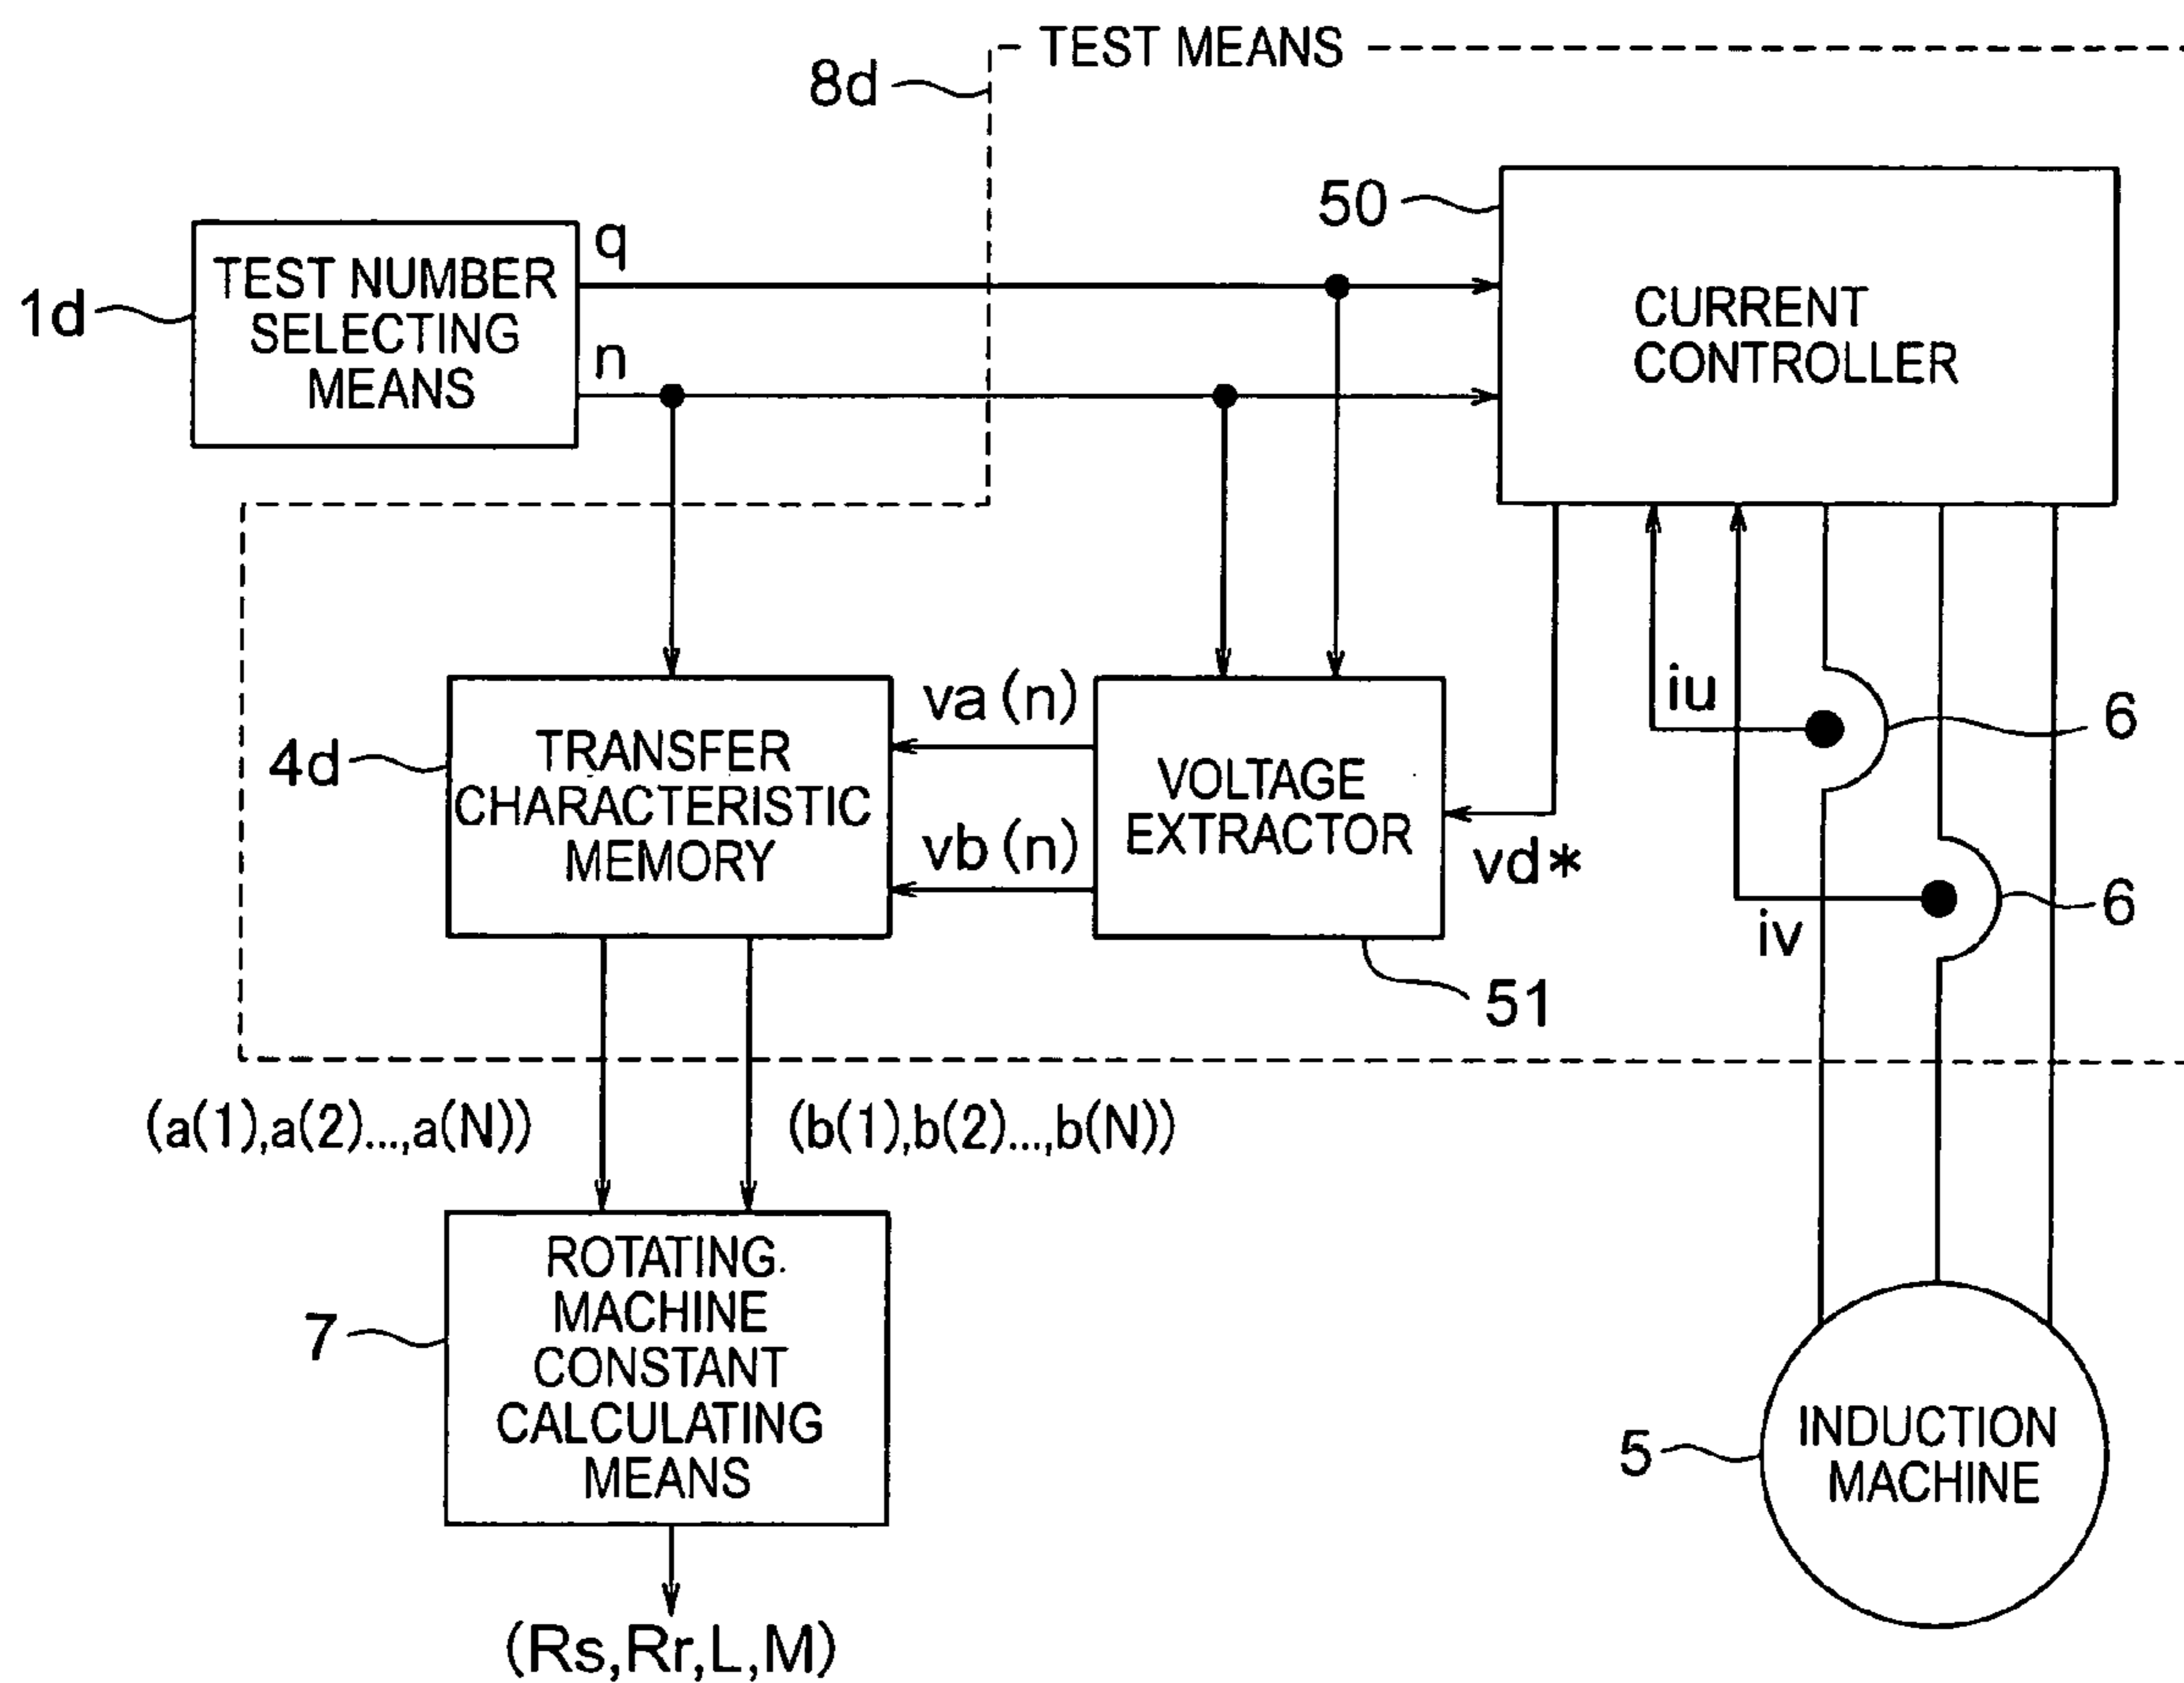 TEST MEANS
8d
50
q
TEST NUMBER
SELECTING
MEANS
1d
n
CURRENT
CONTROLLER
iu
6
va(n)
4d
TRANSFER
CHARACTERISTIC
MEMORY
VOLTAGE
EXTRACTOR
vb(n)
vd*
6
iv
51
(a(1),a(2)...,a(N))
(b(1),b(2)...,b(N))
7
ROTATING
MACHINE
CONSTANT
CALCULATING
MEANS
5
INDUCTION
MACHINE
(Rs,Rr,L,M)